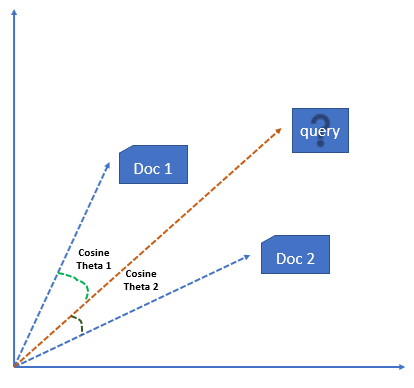 ?
query
Doc 1
Cosine
Theta 1
Cosine
Theta 2
Doc 2